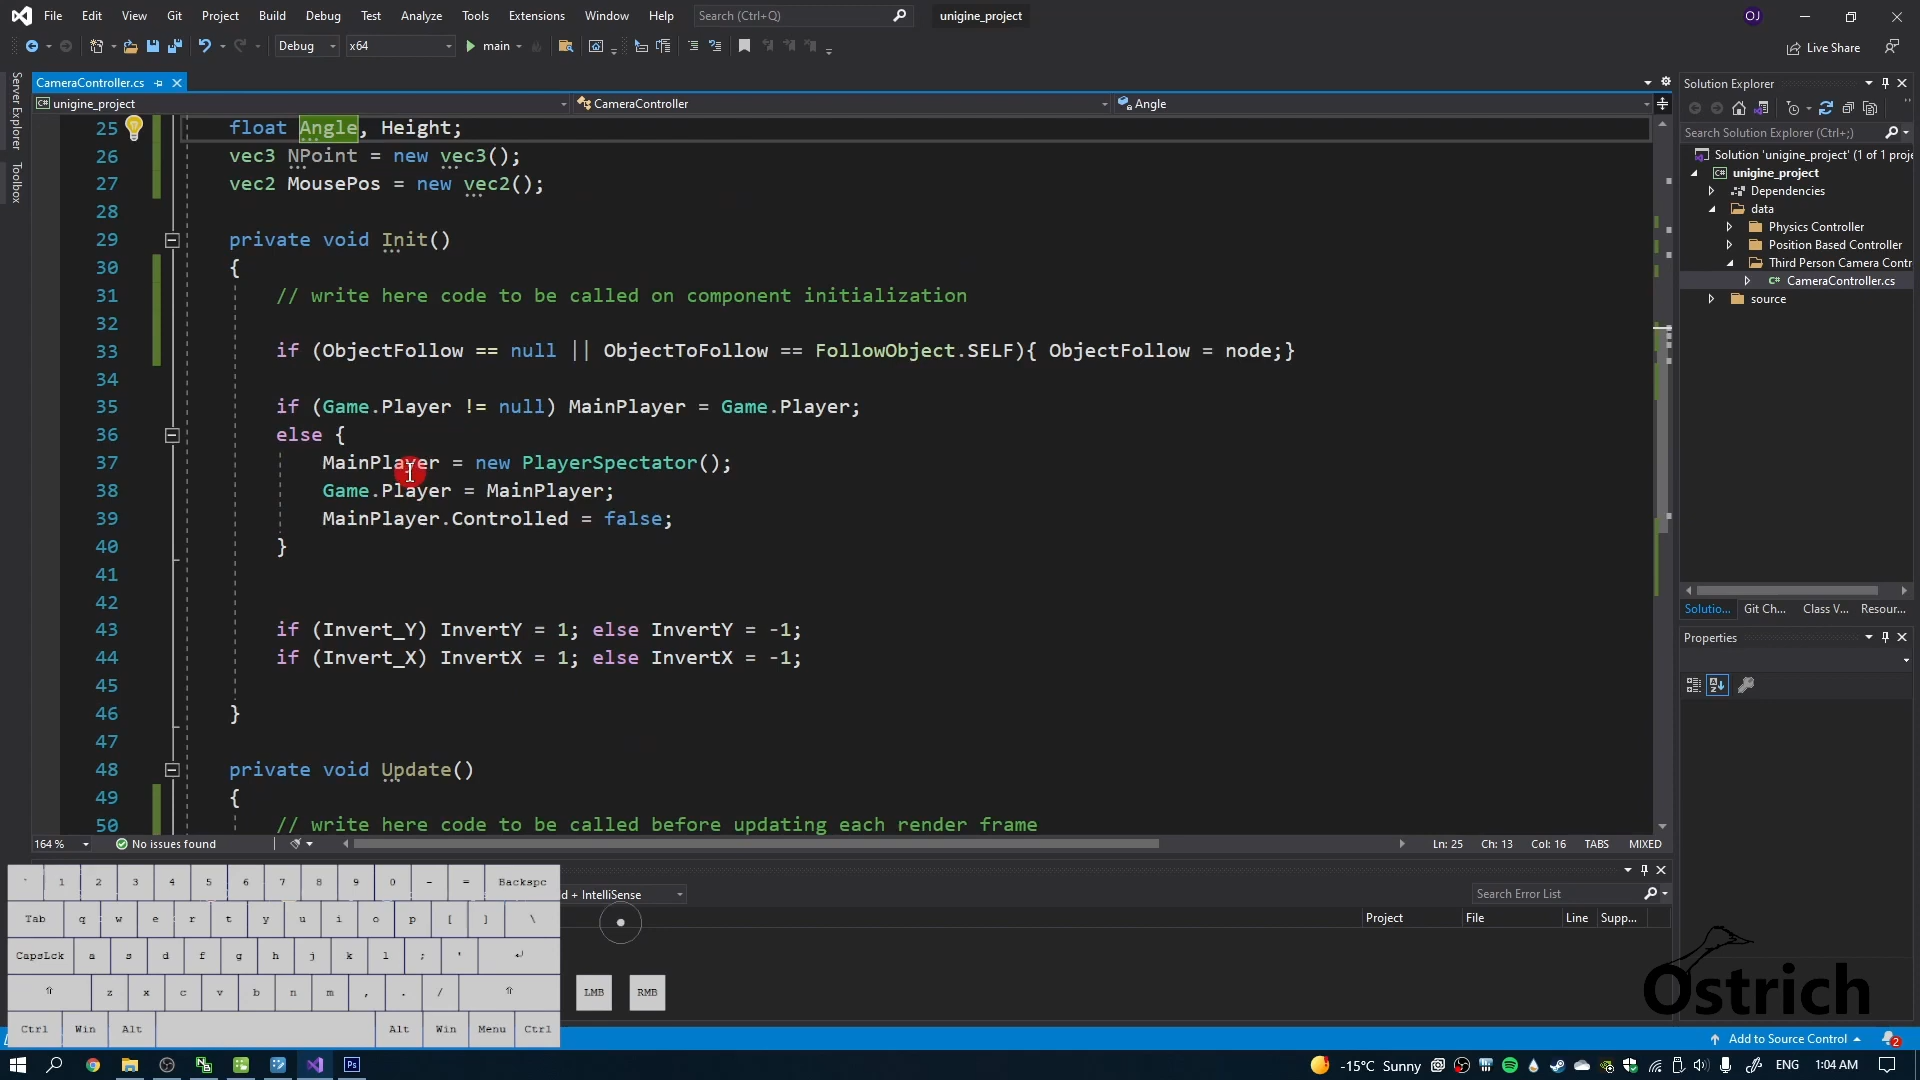 File Edit View Git Project Build Debug Test Analyze Tools Extensions Window Help Search (Ctrl+Q) unigine_project OJ
Debug x64 main Live Share
CameraController.cs
Solution Explorer
unigine_project CameraController Angle
Server Explorer
Toolbox
25 float Angle, Height;
26 vec3 NPoint = new vec3();
27 vec2 MousePos = new vec2();
28
29 private void Init()
30 {
31 // write here code to be called on component initialization
32
33 if (ObjectFollow == null || ObjectToFollow == FollowObject.SELF){ ObjectFollow = node;}
34
35 if (Game.Player != null) MainPlayer = Game.Player;
36 else {
37 MainPlayer = new PlayerSpectator();
38 Game.Player = MainPlayer;
39 MainPlayer.Controlled = false;
40 }
41
42
43 if (Invert_Y) InvertY = 1; else InvertY = -1;
44 if (Invert_X) InvertX = 1; else InvertX = -1;
45
46 }
47
48 private void Update()
49 {
50 // write here code to be called before updating each render frame
Search Solution Explorer (Ctrl+;)
Solution 'unigine_project' (1 of 1 proje
C# unigine_project
Dependencies
data
Physics Controller
Position Based Controller
Third Person Camera Contr
C# CameraController.cs
source
Solutio... Git Ch... Class V... Resour...
Properties
164 % No issues found Ln: 25 Ch: 13 Col: 16 TABS MIXED
ld + IntelliSense Search Error List
Project File Line Supp...
` 1 2 3 4 5 6 7 8 9 0 - = Backspc
Tab q w e r t y u i o p [ ] \
CapsLck a s d f g h j k l ; '
z x c v b n m , . /
Ctrl Win Alt Alt Win Menu Ctrl
LMB RMB
Ostrich
Add to Source Control 2
Ps -15°C Sunny ENG 1:04 AM